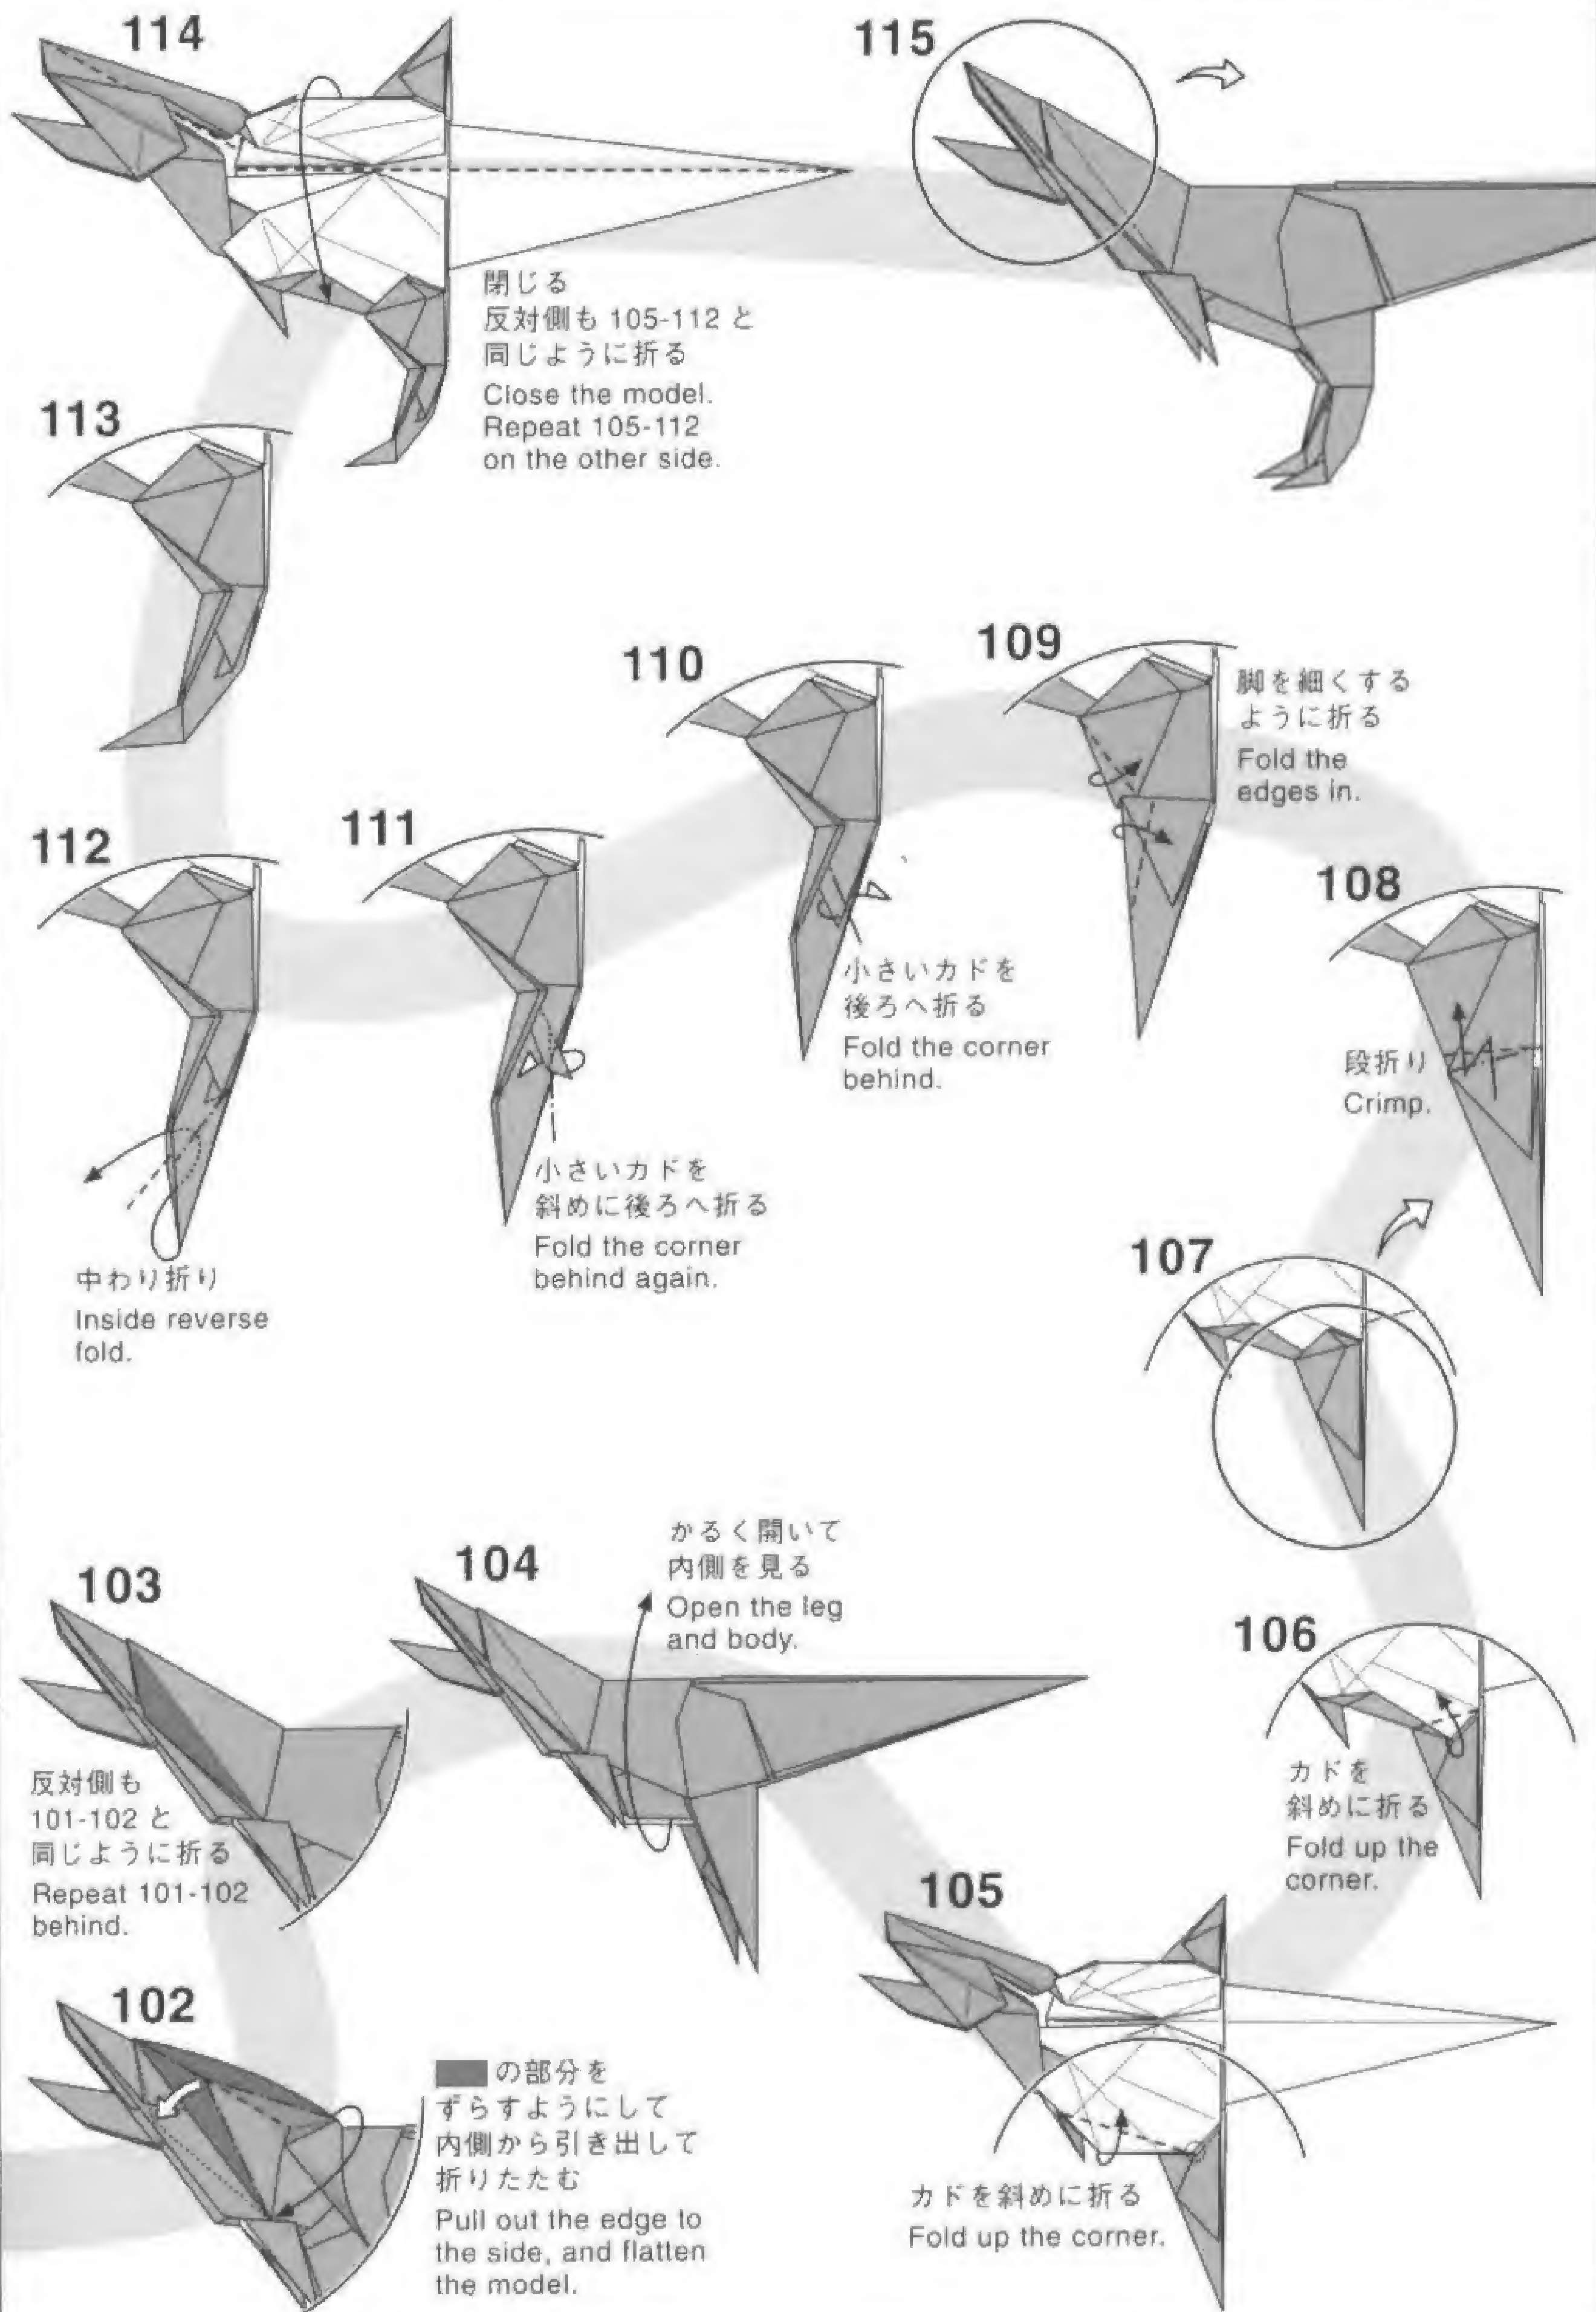 102
の部分を
ずらすようにして
内側から引き出して
折りたたむ
Pull out the edge to
the side, and flatten
the model.
103
反対側も
101-102 と
同じように折る
Repeat 101-102
behind.
104
かるく開いて
内側を見る
Open the leg
and body.
105
カドを斜めに折る
Fold up the corner.
106
カドを
斜めに折る
Fold up the
corner.
107
108
段折り
Crimp.
109
脚を細くする
ように折る
Fold the
edges in.
110
小さいカドを
後ろへ折る
Fold the corner
behind.
111
小さいカドを
斜めに後ろへ折る
Fold the corner
behind again.
112
中わり折り
Inside reverse
fold.
113
114
閉じる
反対側も 105-112 と
同じように折る
Close the model.
Repeat 105-112
on the other side.
115